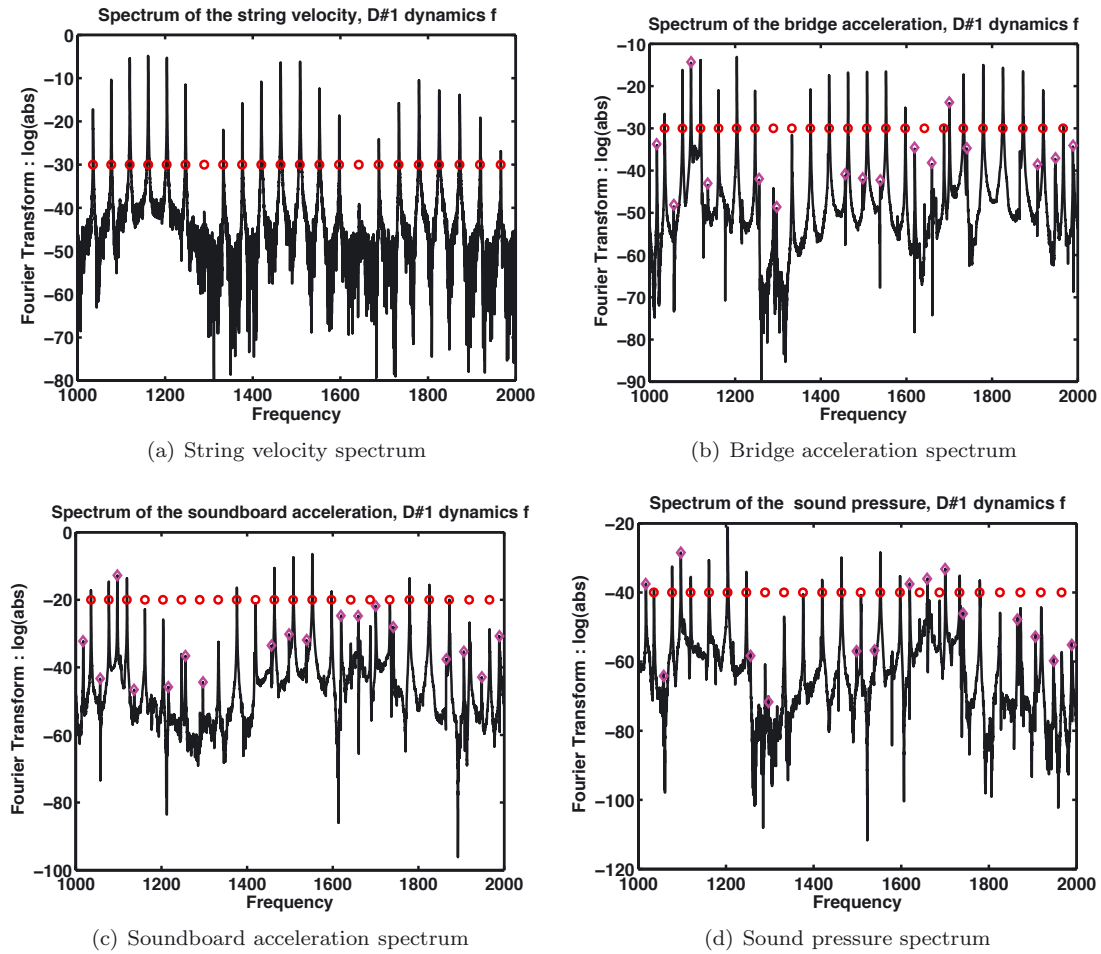 Spectrum of the string velocity, D#1 dynamics f
Fourier Transform : log(abs)
0
−10
−20
−30
−40
−50
−60
−70
−80
1000 1200 1400 1600 1800 2000
Frequency
(a) String velocity spectrum
Spectrum of the bridge acceleration, D#1 dynamics f
Fourier Transform : log(abs)
−10
−20
−30
−40
−50
−60
−70
−80
−90
1000 1200 1400 1600 1800 2000
Frequency
(b) Bridge acceleration spectrum
Spectrum of the soundboard acceleration, D#1 dynamics f
Fourier Transform : log(abs)
0
−20
−40
−60
−80
−100
1000 1200 1400 1600 1800 2000
Frequency
(c) Soundboard acceleration spectrum
Spectrum of the sound pressure, D#1 dynamics f
Fourier Transform : log(abs)
−20
−40
−60
−80
−100
−120
1000 1200 1400 1600 1800 2000
Frequency
(d) Sound pressure spectrum